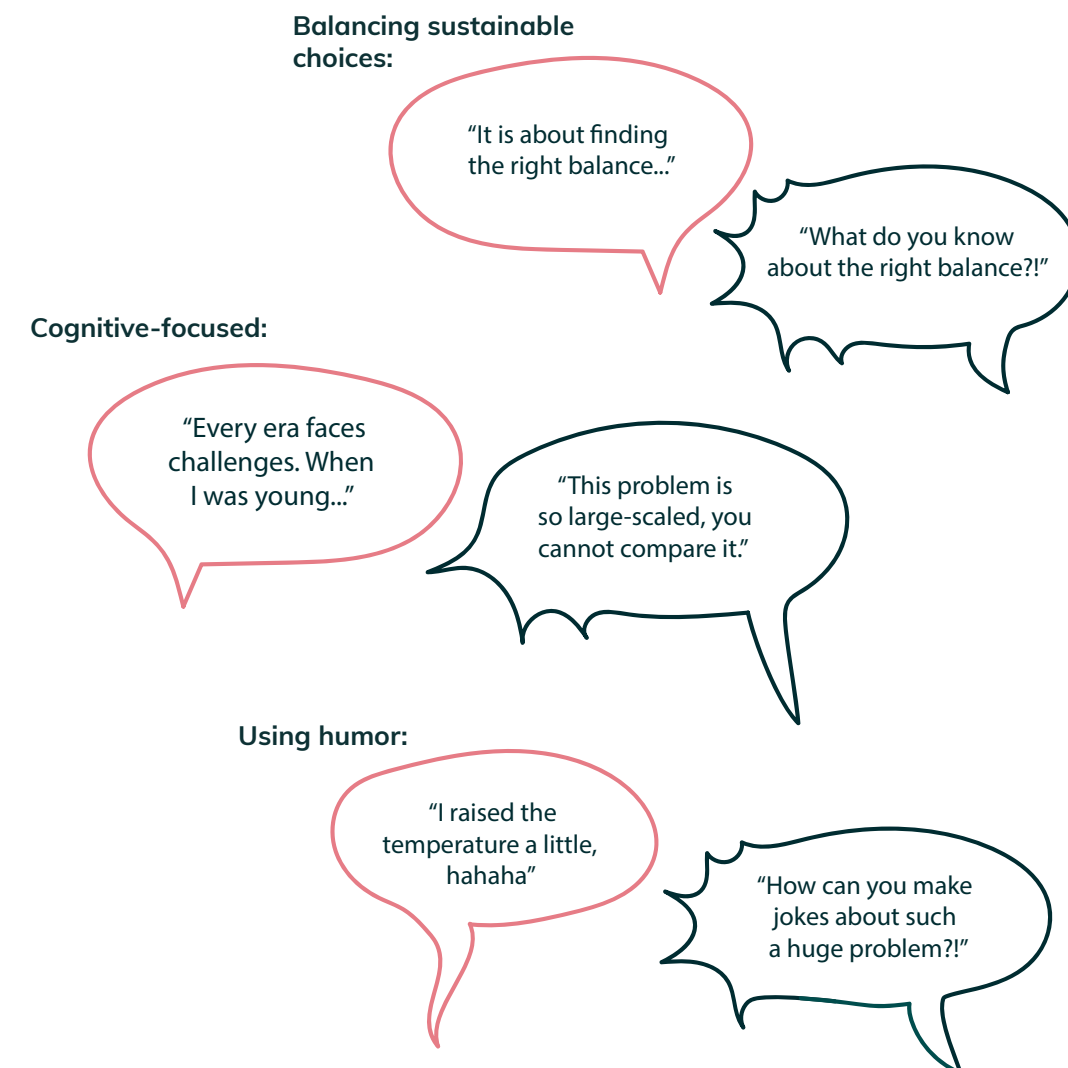 Balancing sustainable
choices:
“It is about finding
the right balance...”
“What do you know
about the right balance?!”
Cognitive-focused:
“Every era faces
challenges. When
I was young...”
“This problem is
so large-scaled, you
cannot compare it.”
Using humor:
“I raised the
temperature a little,
hahaha”
“How can you make
jokes about such
a huge problem?!”